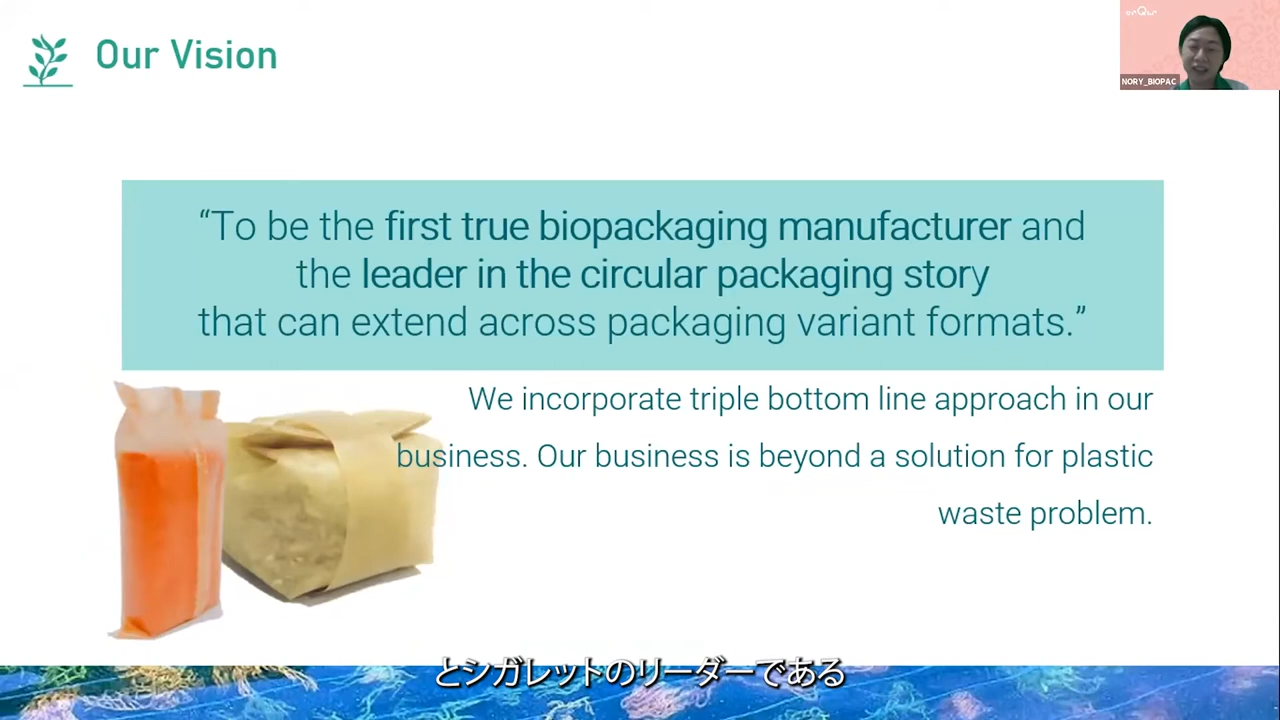 Our Vision
NORY_BIOPAC
“To be the first true biopackaging manufacturer and
the leader in the circular packaging story
that can extend across packaging variant formats.”
We incorporate triple bottom line approach in our
business. Our business is beyond a solution for plastic
waste problem.
とシガレットのリーダーである